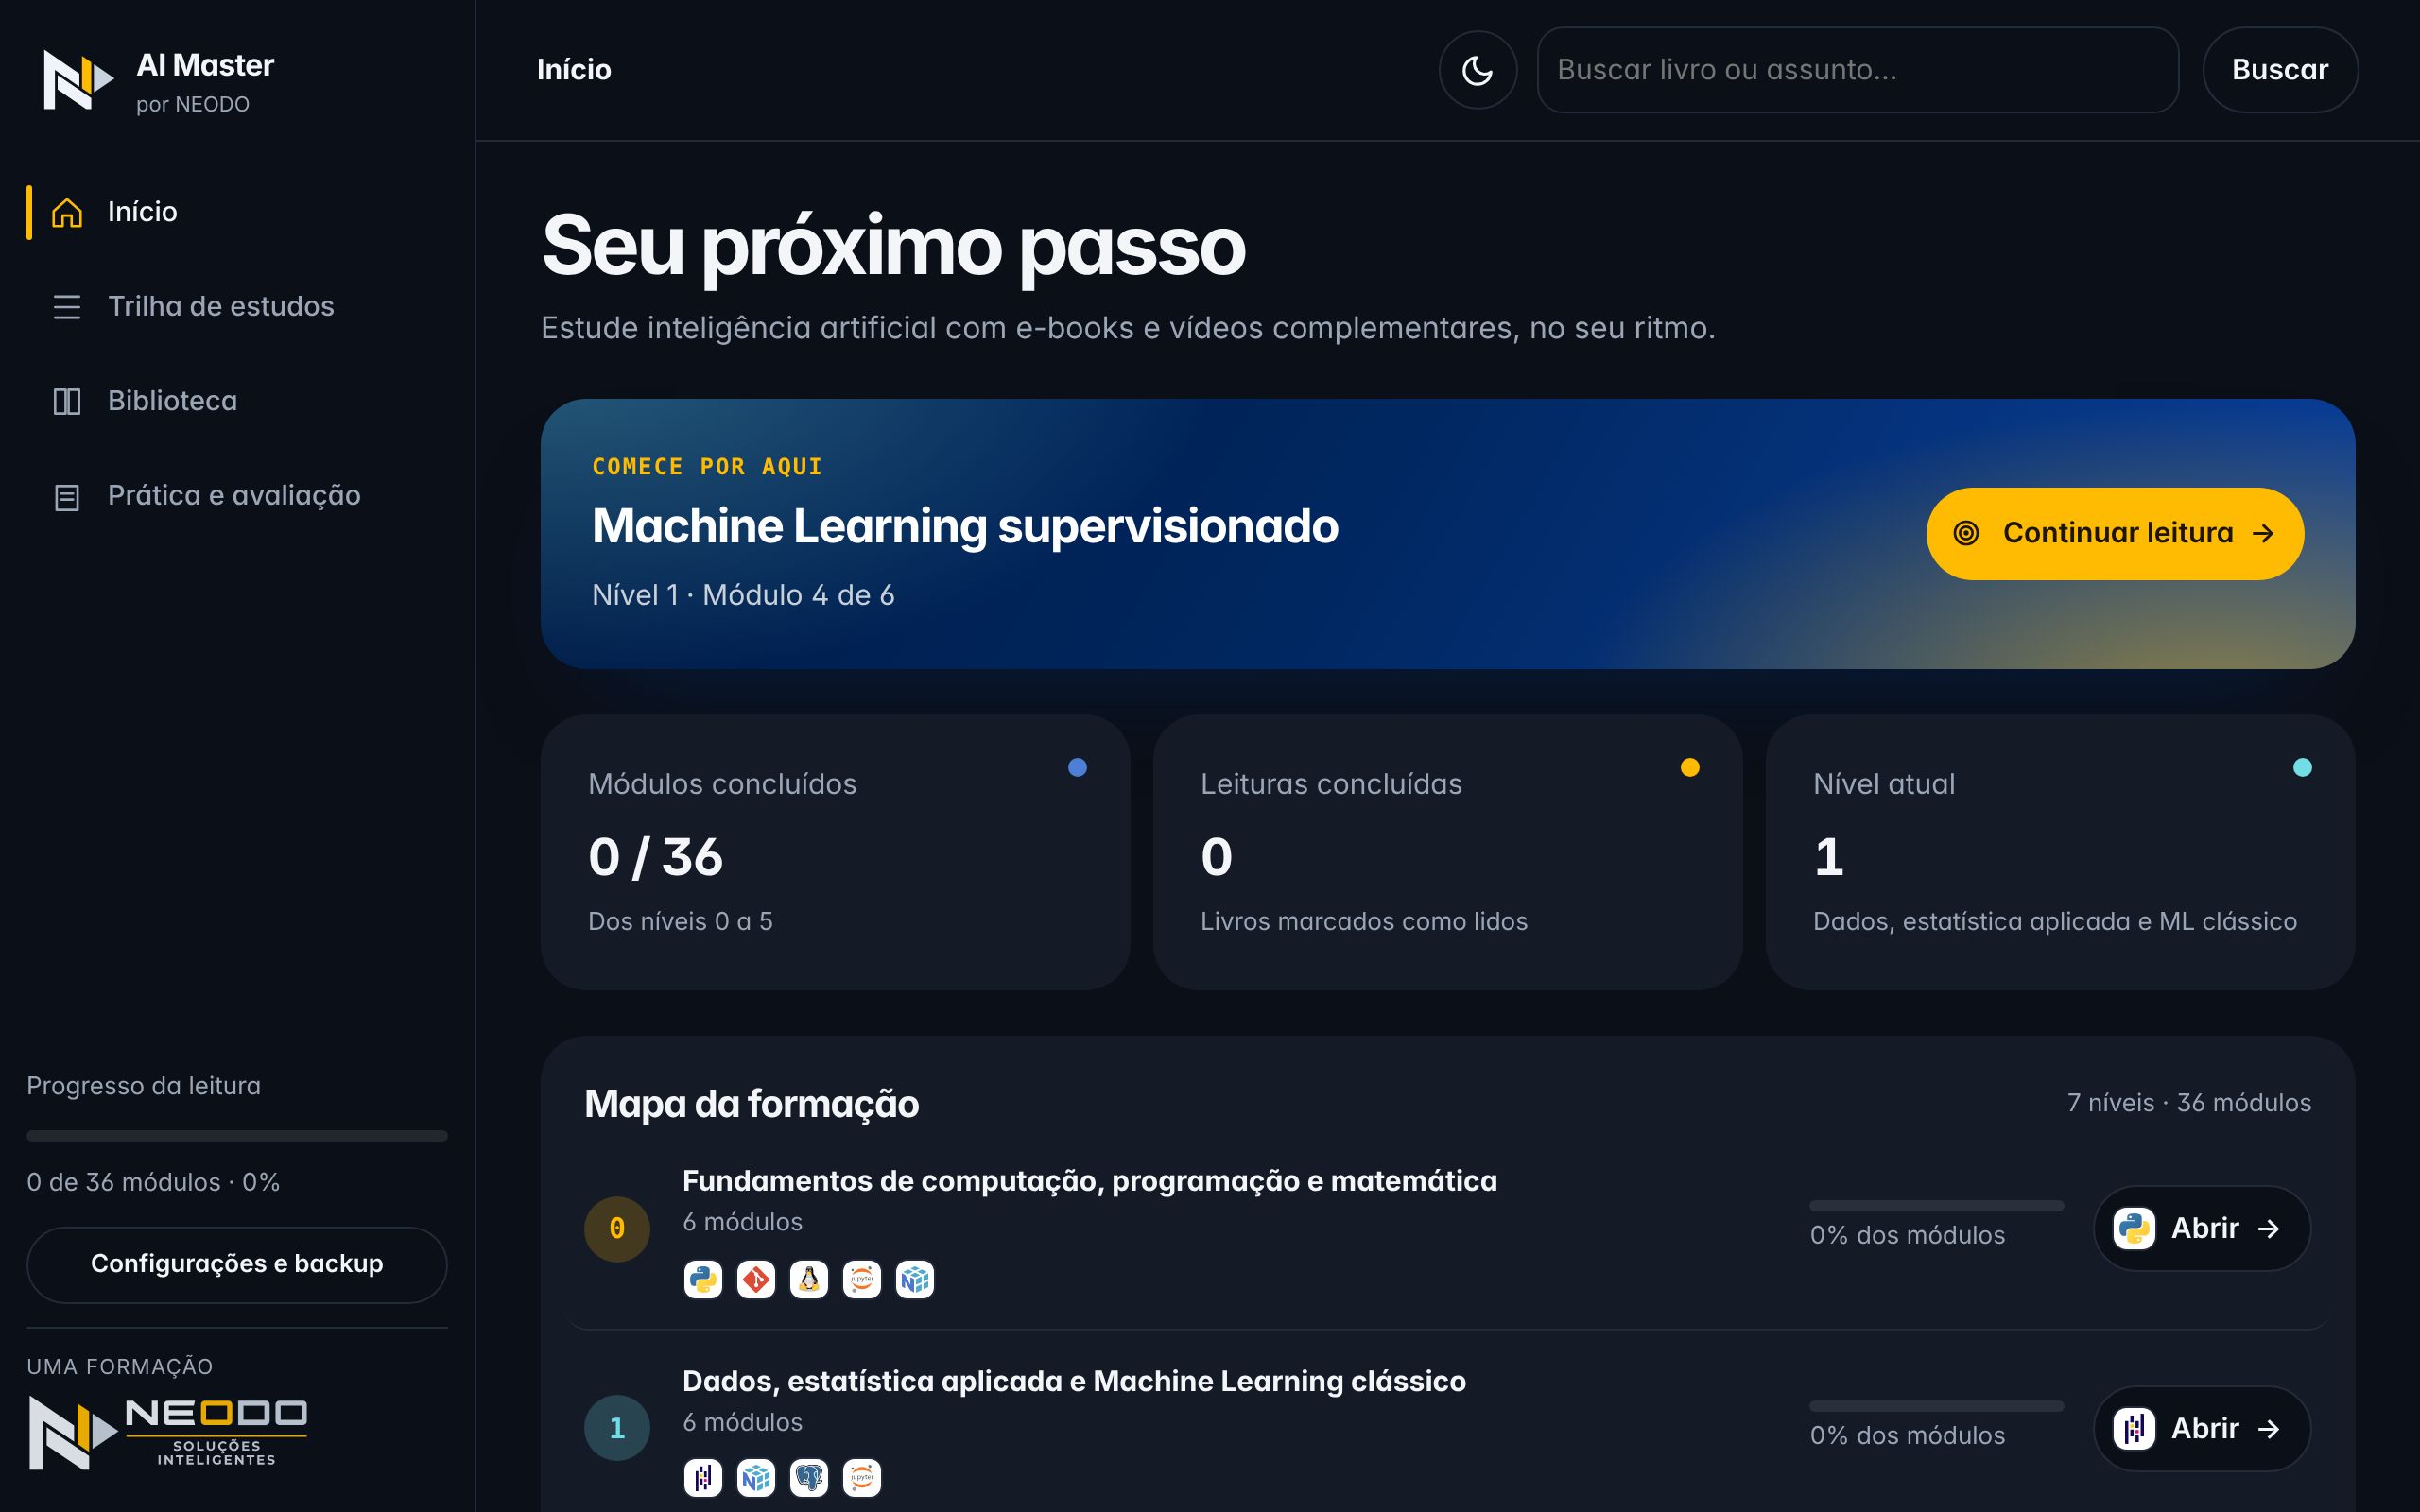 AI Master
por NEODO
Início
Trilha de estudos
Biblioteca
Prática e avaliação
Progresso da leitura
0 de 36 módulos · 0%
Configurações e backup
UMA FORMAÇÃO
NEODO
SOLUÇÕES
INTELIGENTES
Início
Buscar livro ou assunto...
Buscar
Seu próximo passo
Estude inteligência artificial com e-books e vídeos complementares, no seu ritmo.
COMECE POR AQUI
Machine Learning supervisionado
Nível 1 · Módulo 4 de 6
Continuar leitura →
Módulos concluídos
0 / 36
Dos níveis 0 a 5
Leituras concluídas
0
Livros marcados como lidos
Nível atual
1
Dados, estatística aplicada e ML clássico
Mapa da formação
7 níveis · 36 módulos
0
Fundamentos de computação, programação e matemática
6 módulos
jupyter
0% dos módulos
Abrir →
1
Dados, estatística aplicada e Machine Learning clássico
6 módulos
jupyter
0% dos módulos
Abrir →